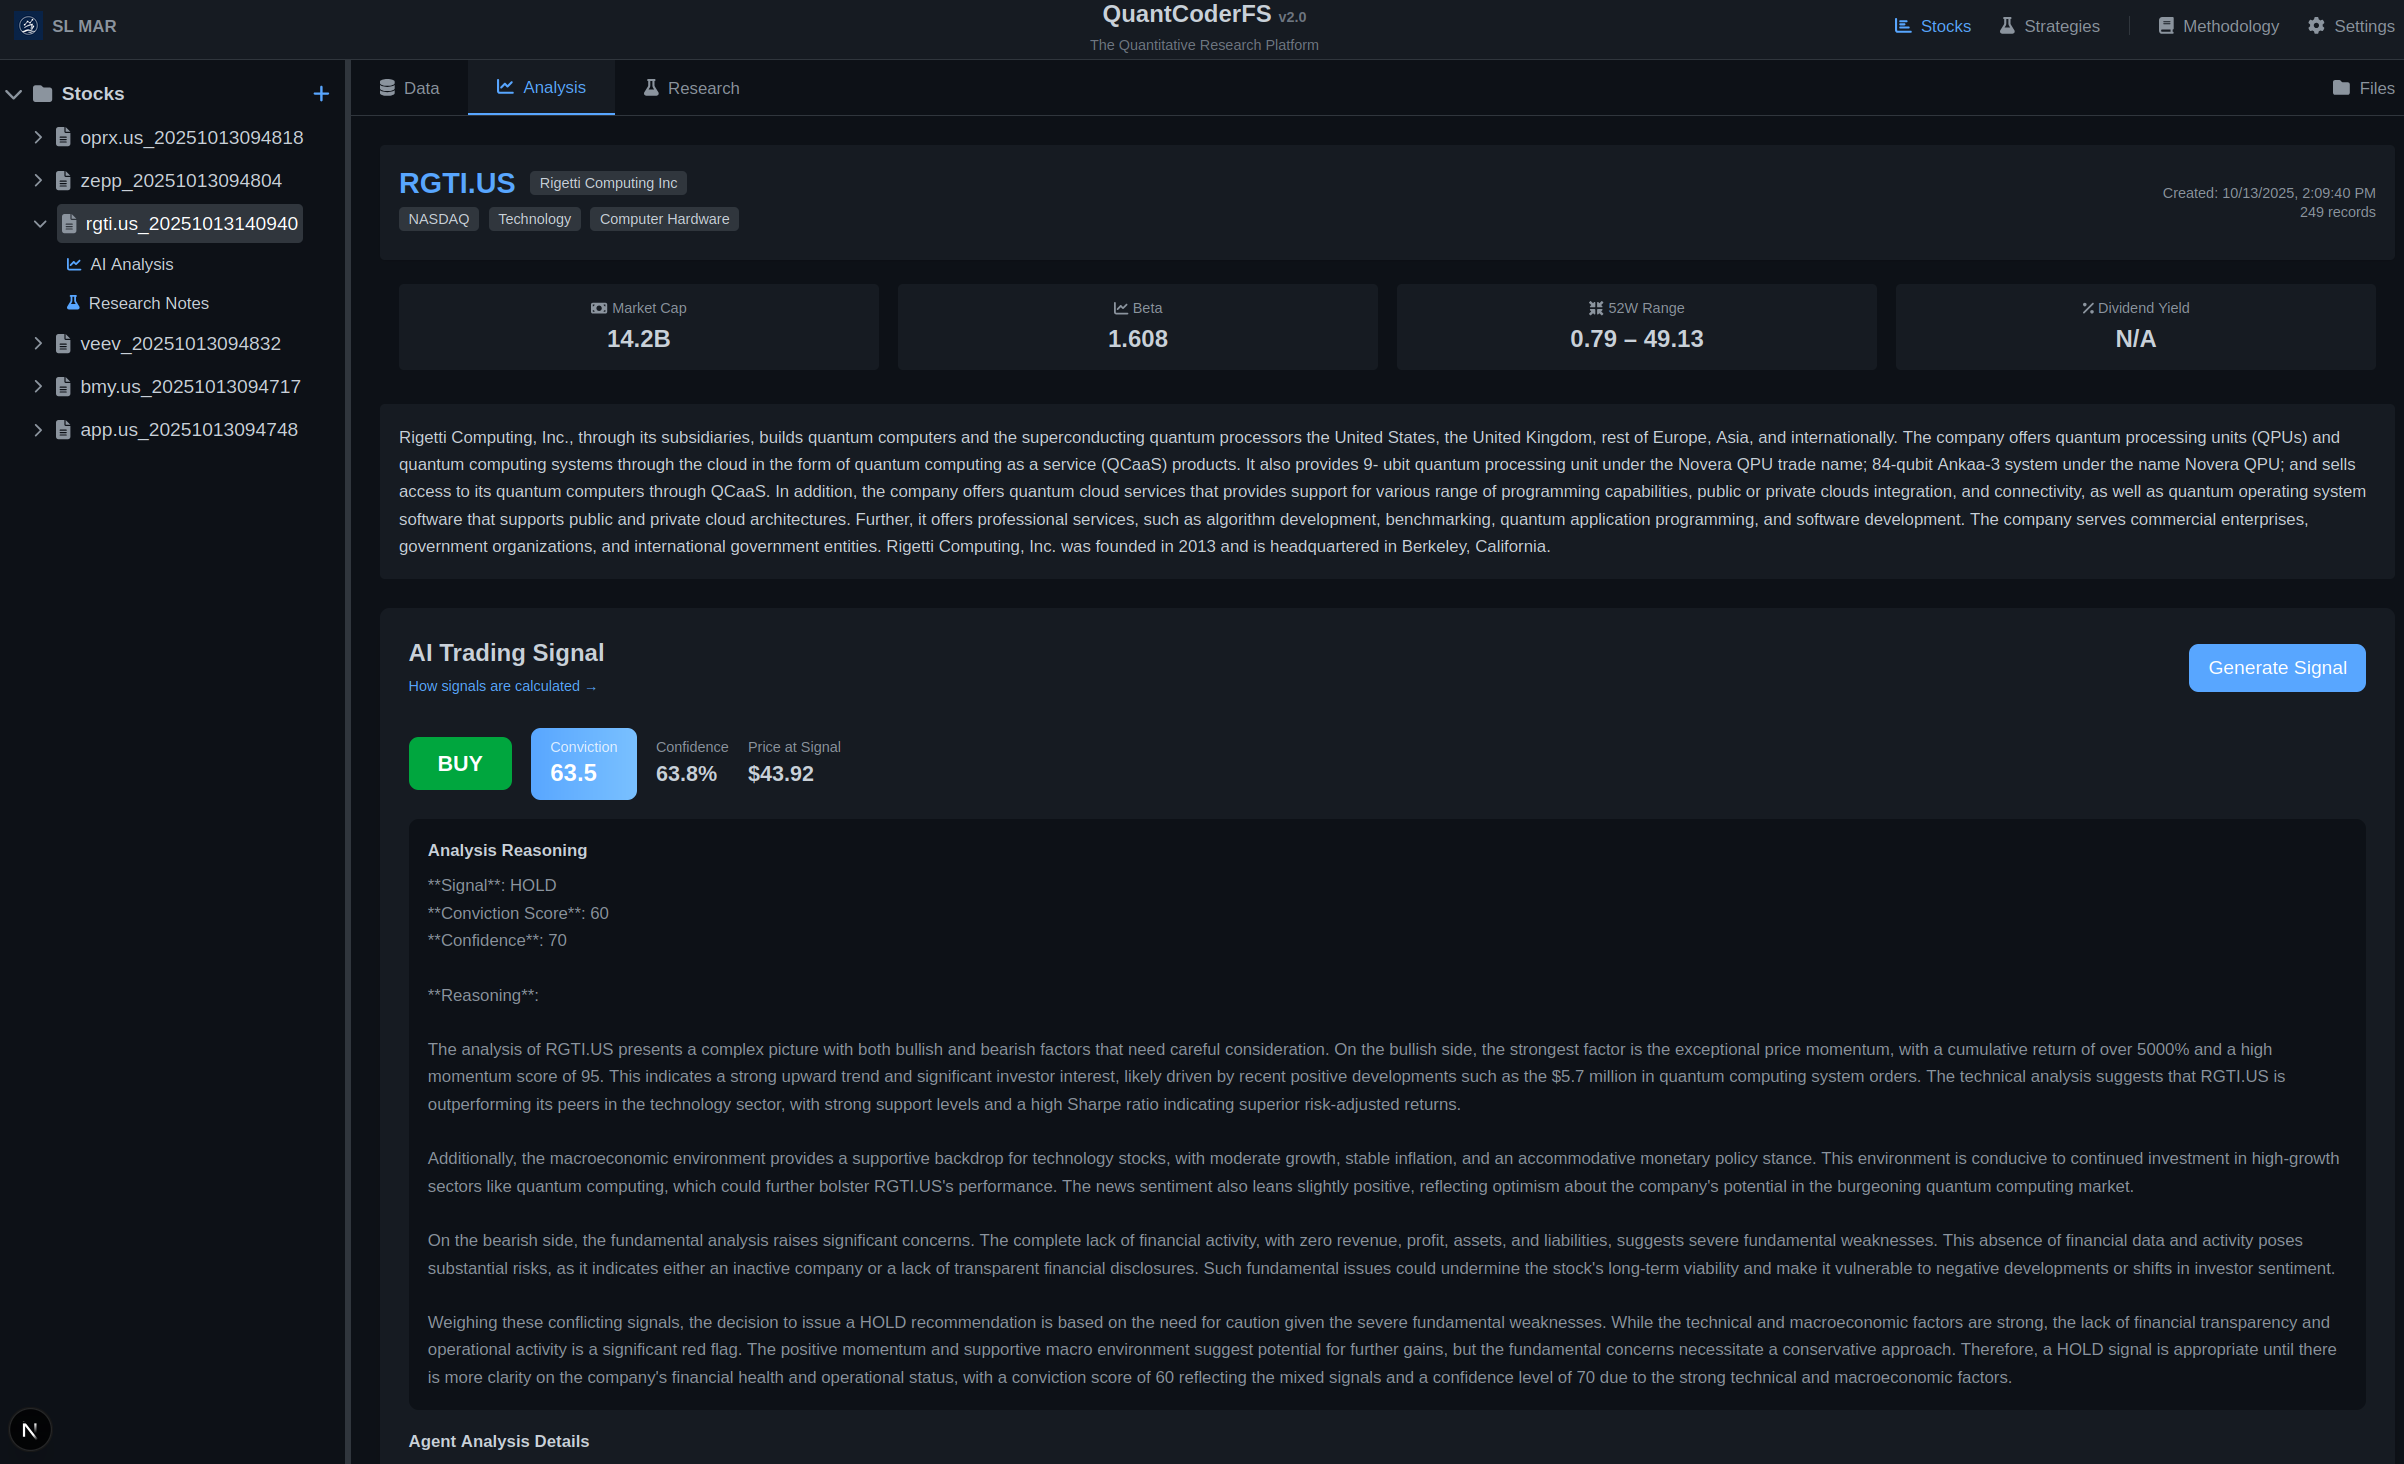 SL MAR
QuantCoderFS v2.0
The Quantitative Research Platform
Stocks
Strategies
Methodology
Settings
Stocks
+
oprx.us_20251013094818
zepp_20251013094804
rgti.us_20251013140940
AI Analysis
Research Notes
veev_20251013094832
bmy.us_20251013094717
app.us_20251013094748
Data
Analysis
Research
Files
RGTI.US Rigetti Computing Inc
NASDAQ Technology Computer Hardware
Created: 10/13/2025, 2:09:40 PM
249 records
Market Cap
14.2B
Beta
1.608
52W Range
0.79 – 49.13
Dividend Yield
N/A
Rigetti Computing, Inc., through its subsidiaries, builds quantum computers and the superconducting quantum processors the United States, the United Kingdom, rest of Europe, Asia, and internationally. The company offers quantum processing units (QPUs) and
quantum computing systems through the cloud in the form of quantum computing as a service (QCaaS) products. It also provides 9- ubit quantum processing unit under the Novera QPU trade name; 84-qubit Ankaa-3 system under the name Novera QPU; and sells
access to its quantum computers through QCaaS. In addition, the company offers quantum cloud services that provides support for various range of programming capabilities, public or private clouds integration, and connectivity, as well as quantum operating system
software that supports public and private cloud architectures. Further, it offers professional services, such as algorithm development, benchmarking, quantum application programming, and software development. The company serves commercial enterprises,
government organizations, and international government entities. Rigetti Computing, Inc. was founded in 2013 and is headquartered in Berkeley, California.
AI Trading Signal
How signals are calculated →
Generate Signal
BUY
Conviction
63.5
Confidence
63.8%
Price at Signal
$43.92
Analysis Reasoning
**Signal**: HOLD
**Conviction Score**: 60
**Confidence**: 70
**Reasoning**:
The analysis of RGTI.US presents a complex picture with both bullish and bearish factors that need careful consideration. On the bullish side, the strongest factor is the exceptional price momentum, with a cumulative return of over 5000% and a high
momentum score of 95. This indicates a strong upward trend and significant investor interest, likely driven by recent positive developments such as the $5.7 million in quantum computing system orders. The technical analysis suggests that RGTI.US is
outperforming its peers in the technology sector, with strong support levels and a high Sharpe ratio indicating superior risk-adjusted returns.
Additionally, the macroeconomic environment provides a supportive backdrop for technology stocks, with moderate growth, stable inflation, and an accommodative monetary policy stance. This environment is conducive to continued investment in high-growth
sectors like quantum computing, which could further bolster RGTI.US's performance. The news sentiment also leans slightly positive, reflecting optimism about the company's potential in the burgeoning quantum computing market.
On the bearish side, the fundamental analysis raises significant concerns. The complete lack of financial activity, with zero revenue, profit, assets, and liabilities, suggests severe fundamental weaknesses. This absence of financial data and activity poses
substantial risks, as it indicates either an inactive company or a lack of transparent financial disclosures. Such fundamental issues could undermine the stock's long-term viability and make it vulnerable to negative developments or shifts in investor sentiment.
Weighing these conflicting signals, the decision to issue a HOLD recommendation is based on the need for caution given the severe fundamental weaknesses. While the technical and macroeconomic factors are strong, the lack of financial transparency and
operational activity is a significant red flag. The positive momentum and supportive macro environment suggest potential for further gains, but the fundamental concerns necessitate a conservative approach. Therefore, a HOLD signal is appropriate until there
is more clarity on the company's financial health and operational status, with a conviction score of 60 reflecting the mixed signals and a confidence level of 70 due to the strong technical and macroeconomic factors.
Agent Analysis Details
N